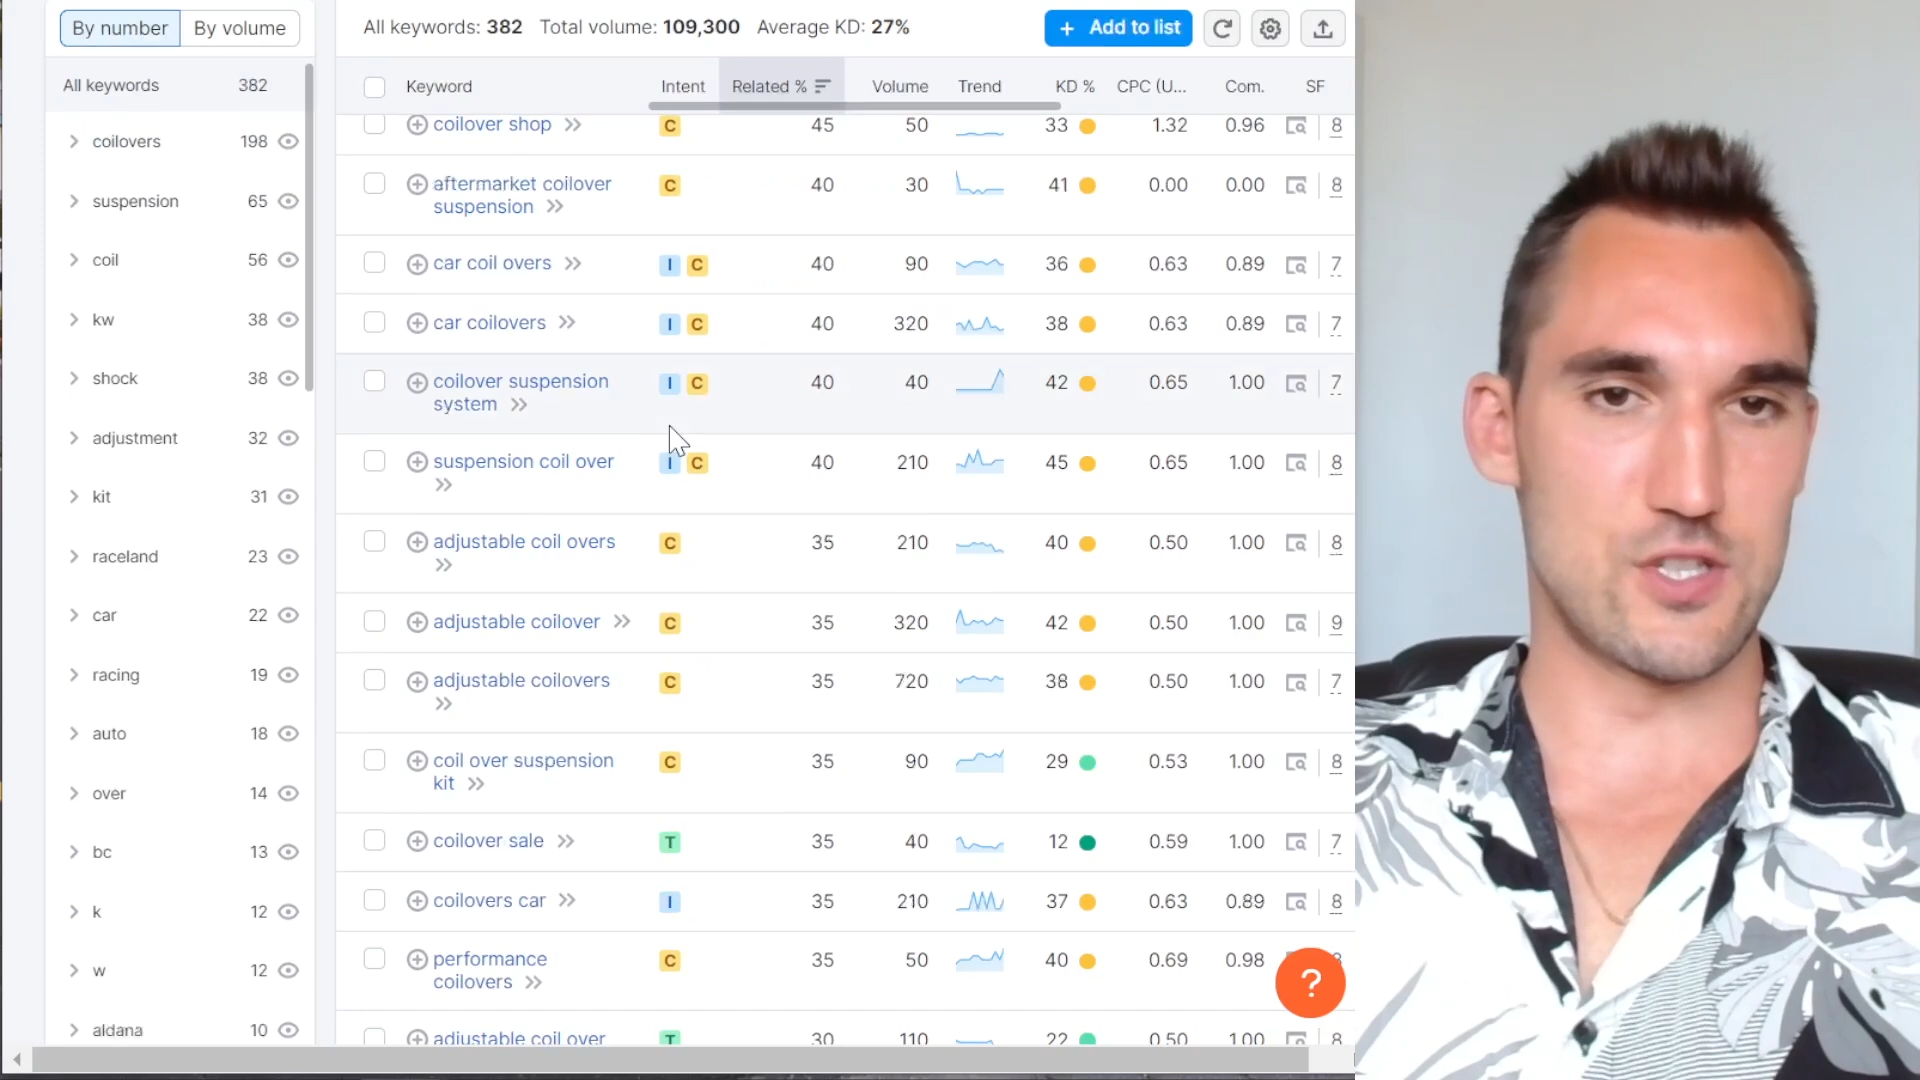 By number By volume
All keywords: 382 Total volume: 109,300 Average KD: 27%
+ Add to list
All keywords 382
coilovers 198
suspension 65
coil 56
kw 38
shock 38
adjustment 32
kit 31
raceland 23
car 22
racing 19
auto 18
over 14
bc 13
k 12
w 12
aldana 10
Keyword Intent Related % Volume Trend KD % CPC (U... Com. SF
coilover shop C 45 50 33 1.32 0.96 8
aftermarket coilover C 40 30 41 0.00 0.00 8
suspension
car coil overs I C 40 90 36 0.63 0.89 7
car coilovers I C 40 320 38 0.63 0.89 7
coilover suspension I C 40 40 42 0.65 1.00 7
system
suspension coil over I C 40 210 45 0.65 1.00 8
adjustable coil overs C 35 210 40 0.50 1.00 8
adjustable coilover C 35 320 42 0.50 1.00 9
adjustable coilovers C 35 720 38 0.50 1.00 7
coil over suspension C 35 90 29 0.53 1.00 8
kit
coilover sale T 35 40 12 0.59 1.00 7
coilovers car I 35 210 37 0.63 0.89 8
performance C 35 50 40 0.69 0.98
coilovers
adjustable coil over T 30 110 22 0.50 1.00 8
?